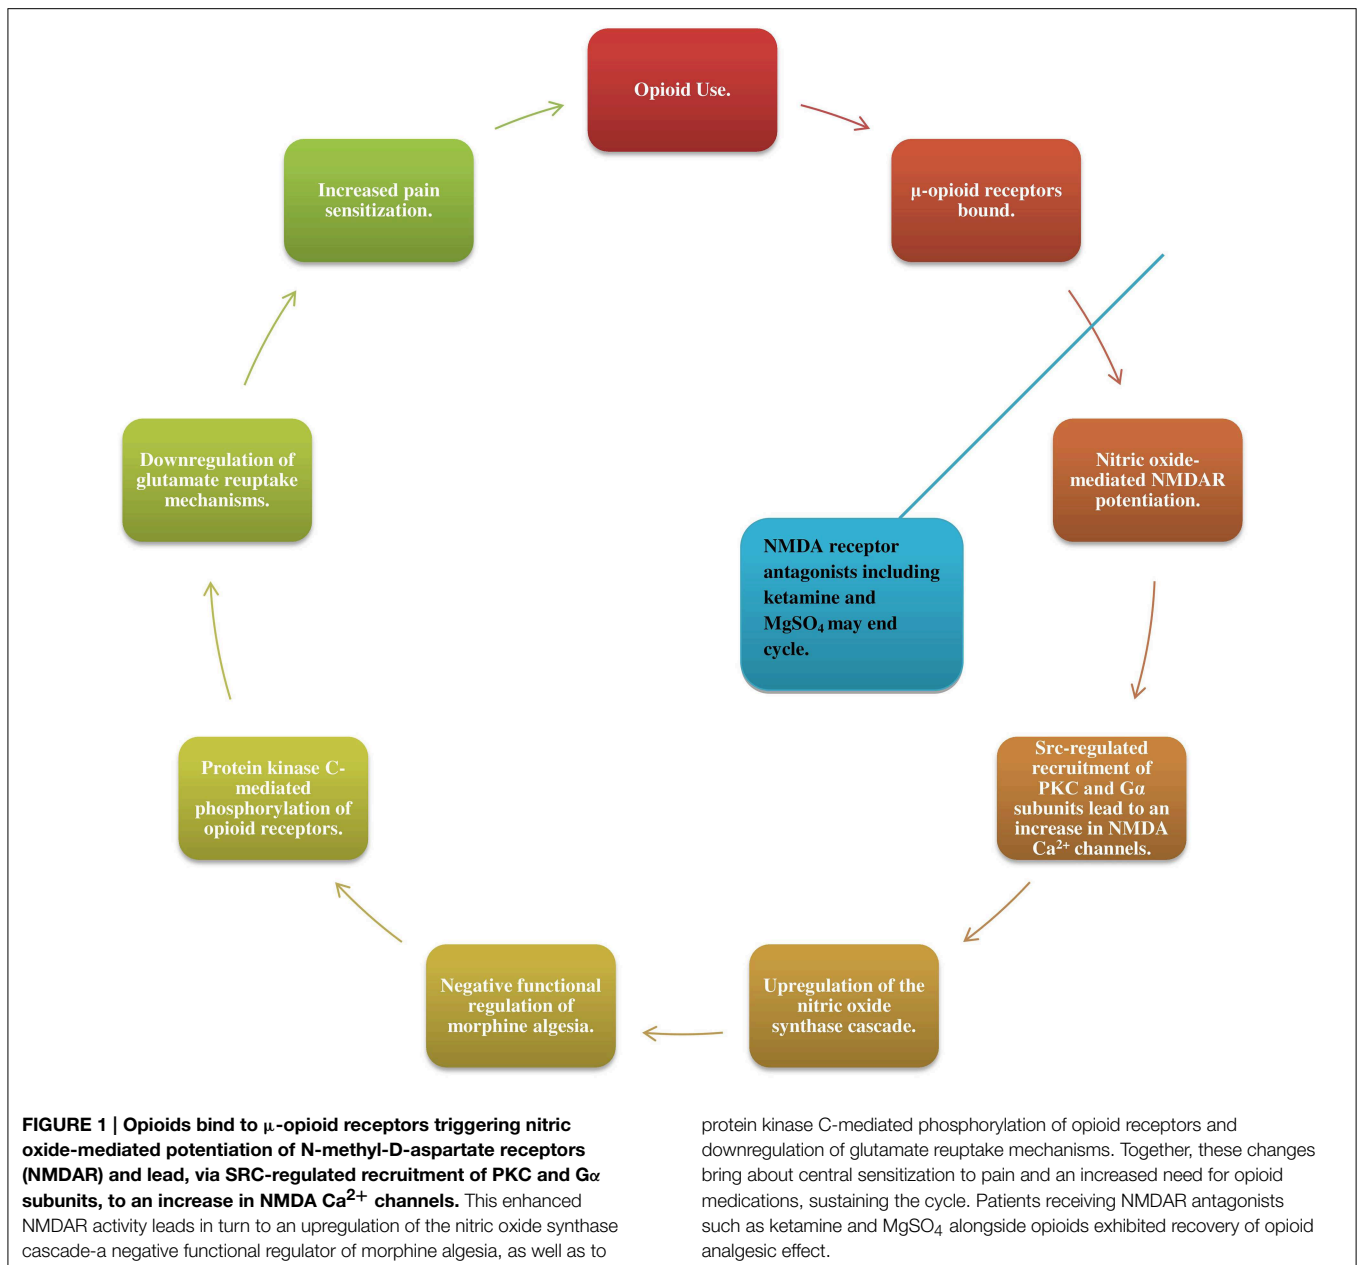 Opioid Use.
μ-opioid receptors
bound.
Nitric oxide-
mediated NMDAR
potentiation.
Src-regulated
recruitment of
PKC and Gα
subunits lead to an
increase in NMDA
Ca²⁺ channels.
Upregulation of the
nitric oxide
synthase cascade.
Negative functional
regulation of
morphine algesia.
Protein kinase C-
mediated
phosphorylation of
opioid receptors.
Downregulation of
glutamate reuptake
mechanisms.
Increased pain
sensitization.
NMDA receptor
antagonists including
ketamine and
MgSO₄ may end
cycle.
FIGURE 1 | Opioids bind to μ-opioid receptors triggering nitric
oxide-mediated potentiation of N-methyl-D-aspartate receptors
(NMDAR) and lead, via SRC-regulated recruitment of PKC and Gα
subunits, to an increase in NMDA Ca²⁺ channels. This enhanced
NMDAR activity leads in turn to an upregulation of the nitric oxide synthase
cascade-a negative functional regulator of morphine algesia, as well as to
protein kinase C-mediated phosphorylation of opioid receptors and
downregulation of glutamate reuptake mechanisms. Together, these changes
bring about central sensitization to pain and an increased need for opioid
medications, sustaining the cycle. Patients receiving NMDAR antagonists
such as ketamine and MgSO₄ alongside opioids exhibited recovery of opioid
analgesic effect.